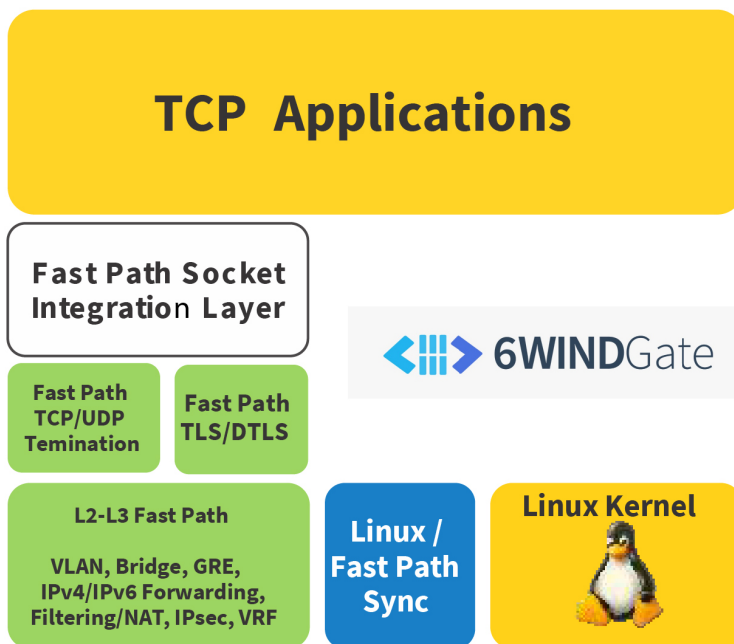 TCP Applications
Fast Path Socket
Integration Layer
6WINDGate
Fast Path
TCP/UDP
Temination
Fast Path
TLS/DTLS
L2-L3 Fast Path
VLAN, Bridge, GRE,
IPv4/IPv6 Forwarding,
Filtering/NAT, IPsec, VRF
Linux /
Fast Path
Sync
Linux Kernel